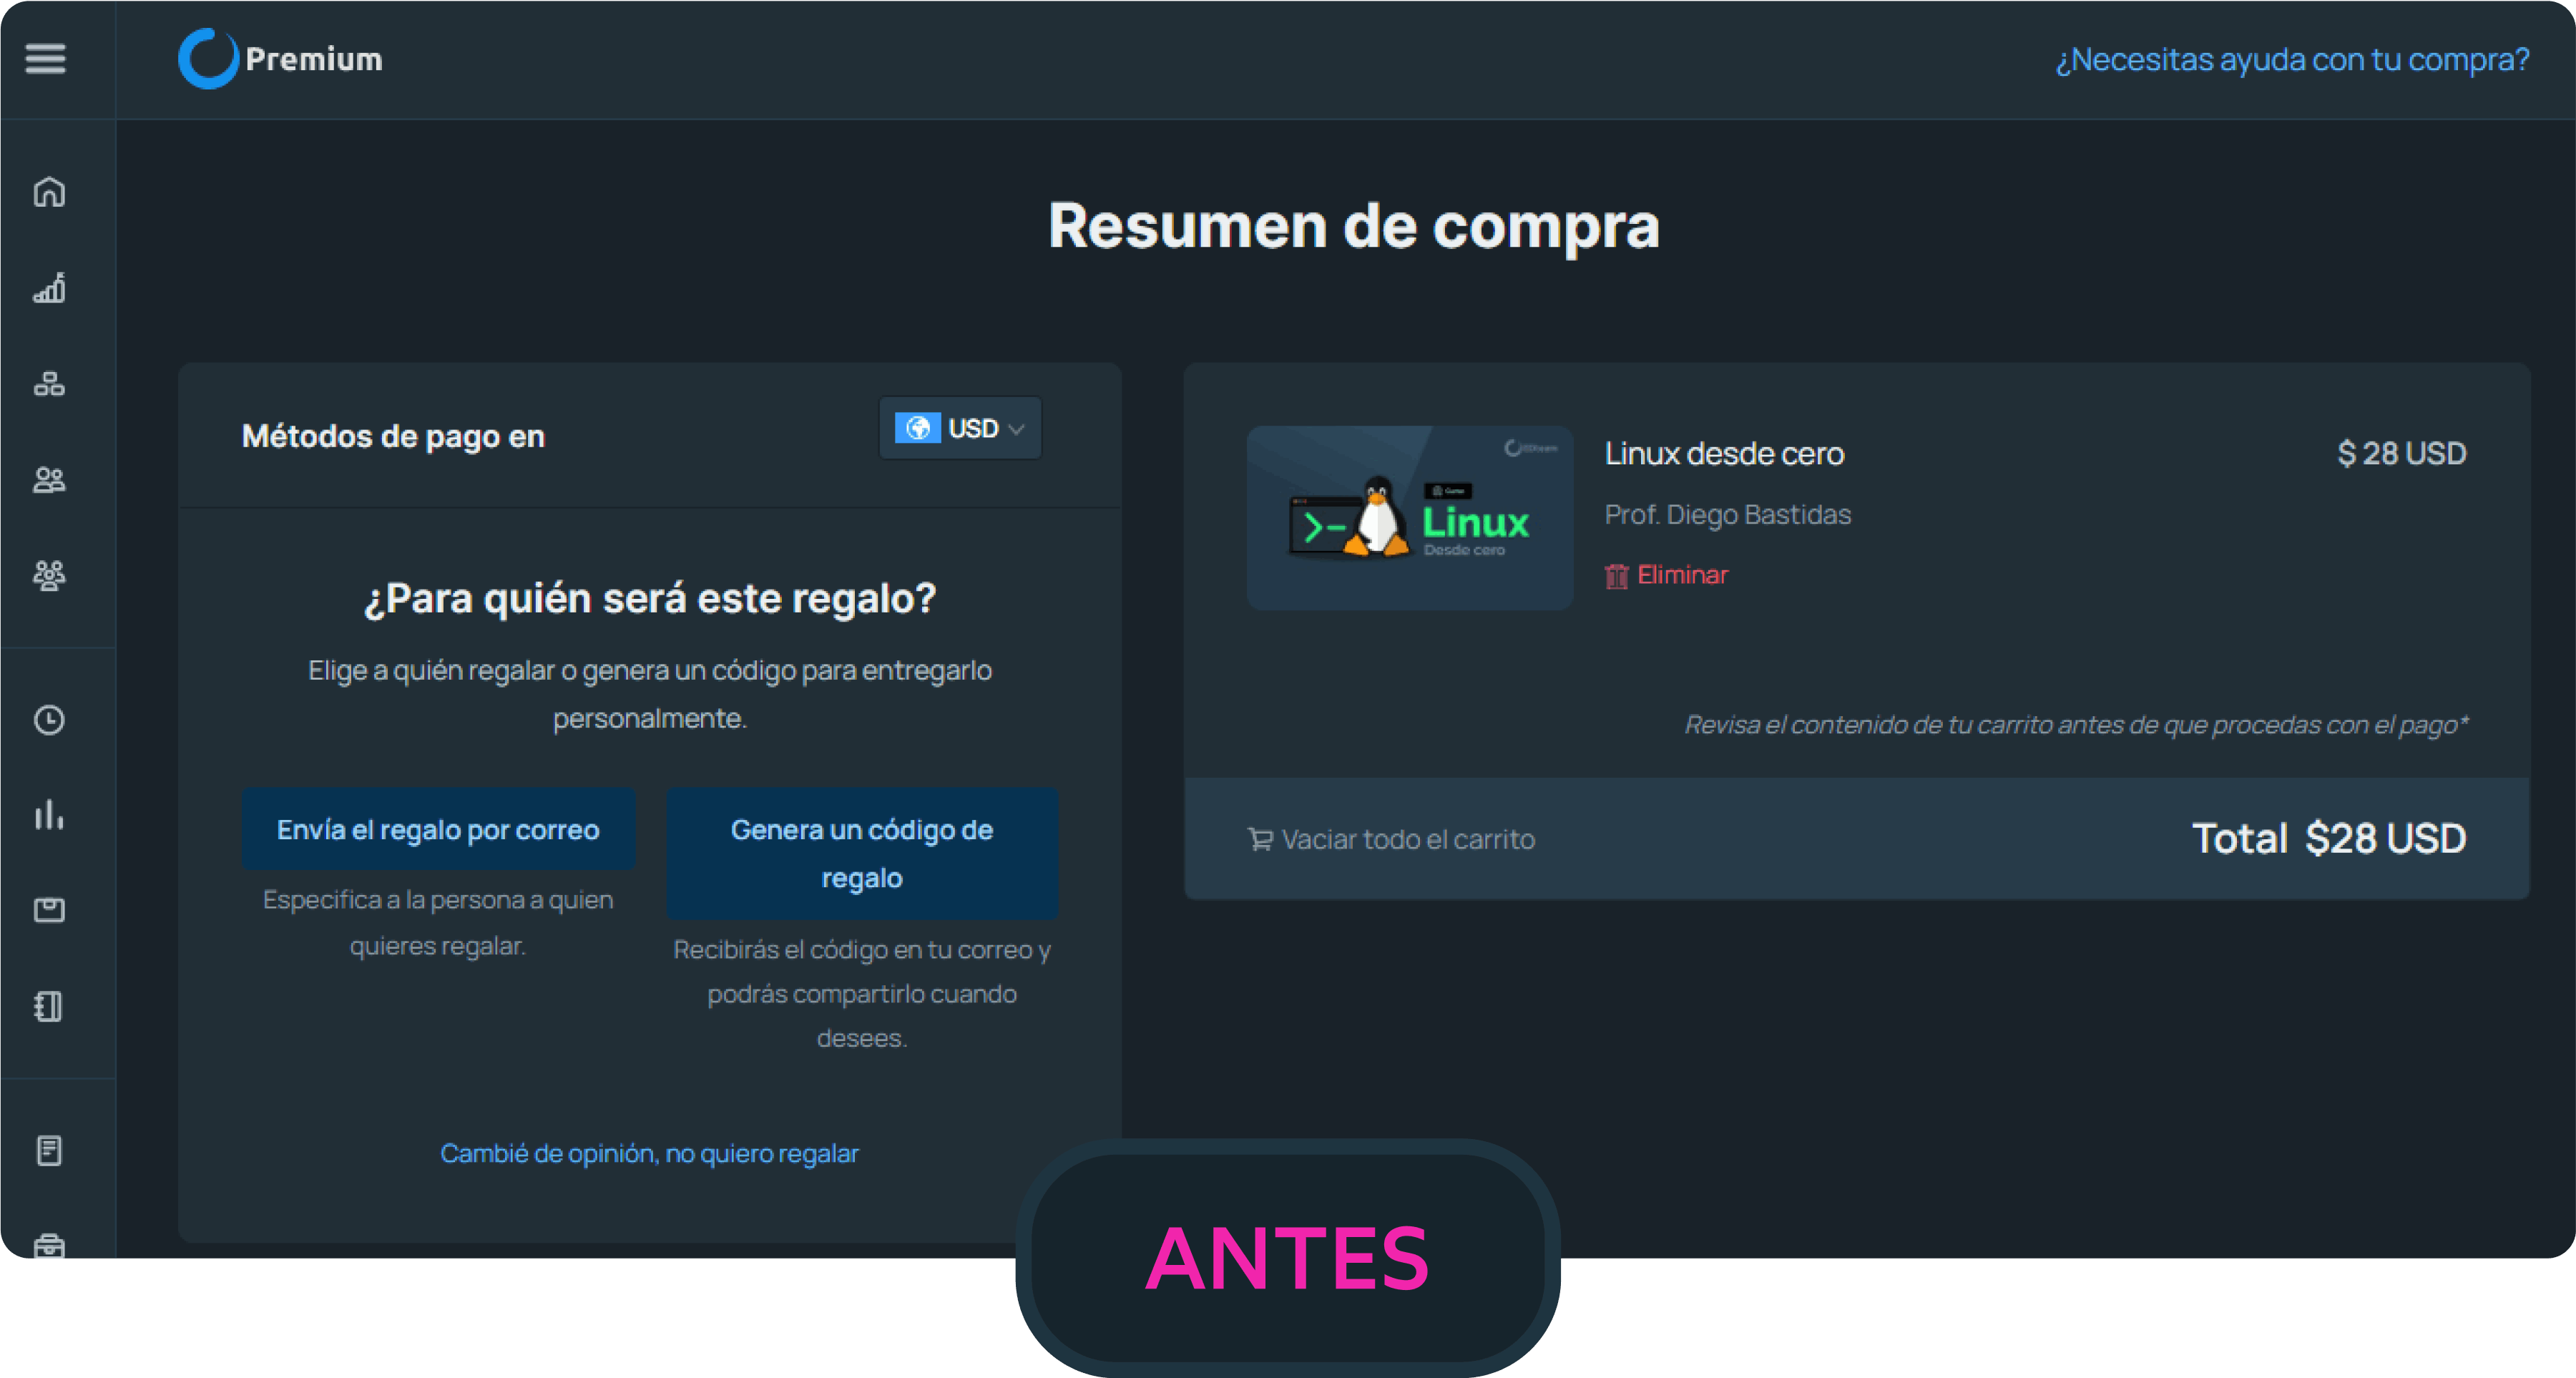 Premium
¿Necesitas ayuda con tu compra?
Resumen de compra
Métodos de pago en
USD
¿Para quién será este regalo?
Elige a quién regalar o genera un código para entregarlo
personalmente.
Envía el regalo por correo
Especifica a la persona a quien
quieres regalar.
Genera un código de
regalo
Recibirás el código en tu correo y
podrás compartirlo cuando
desees.
Cambié de opinión, no quiero regalar
EDteam
Curso
Linux
Desde cero
Linux desde cero
$ 28 USD
Prof. Diego Bastidas
Eliminar
Revisa el contenido de tu carrito antes de que procedas con el pago*
Vaciar todo el carrito
Total $28 USD
ANTES